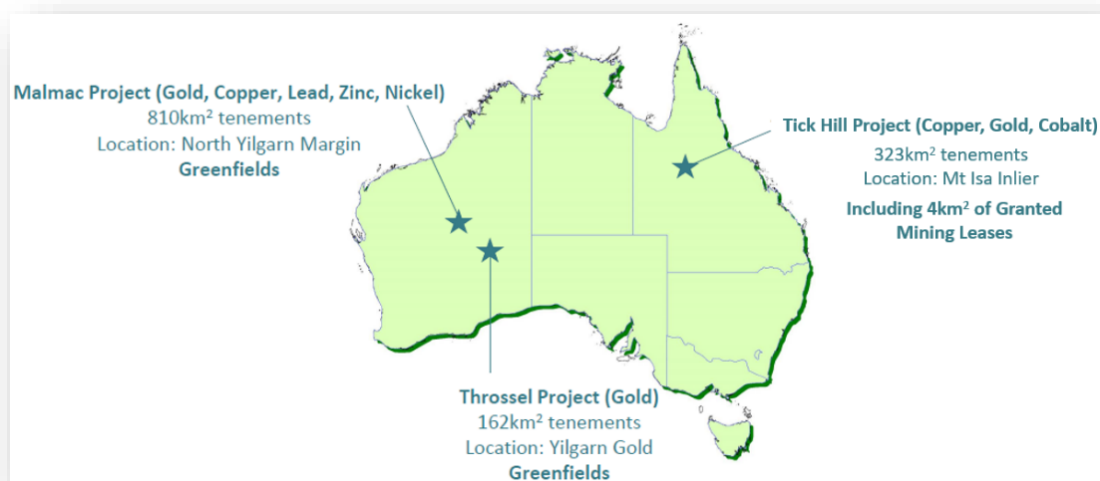 Malmac Project (Gold, Copper, Lead, Zinc, Nickel)
810km² tenements
Location: North Yilgarn Margin
Greenfields
Tick Hill Project (Copper, Gold, Cobalt)
323km² tenements
Location: Mt Isa Inlier
Including 4km² of Granted
Mining Leases
Throssel Project (Gold)
162km² tenements
Location: Yilgarn Gold
Greenfields